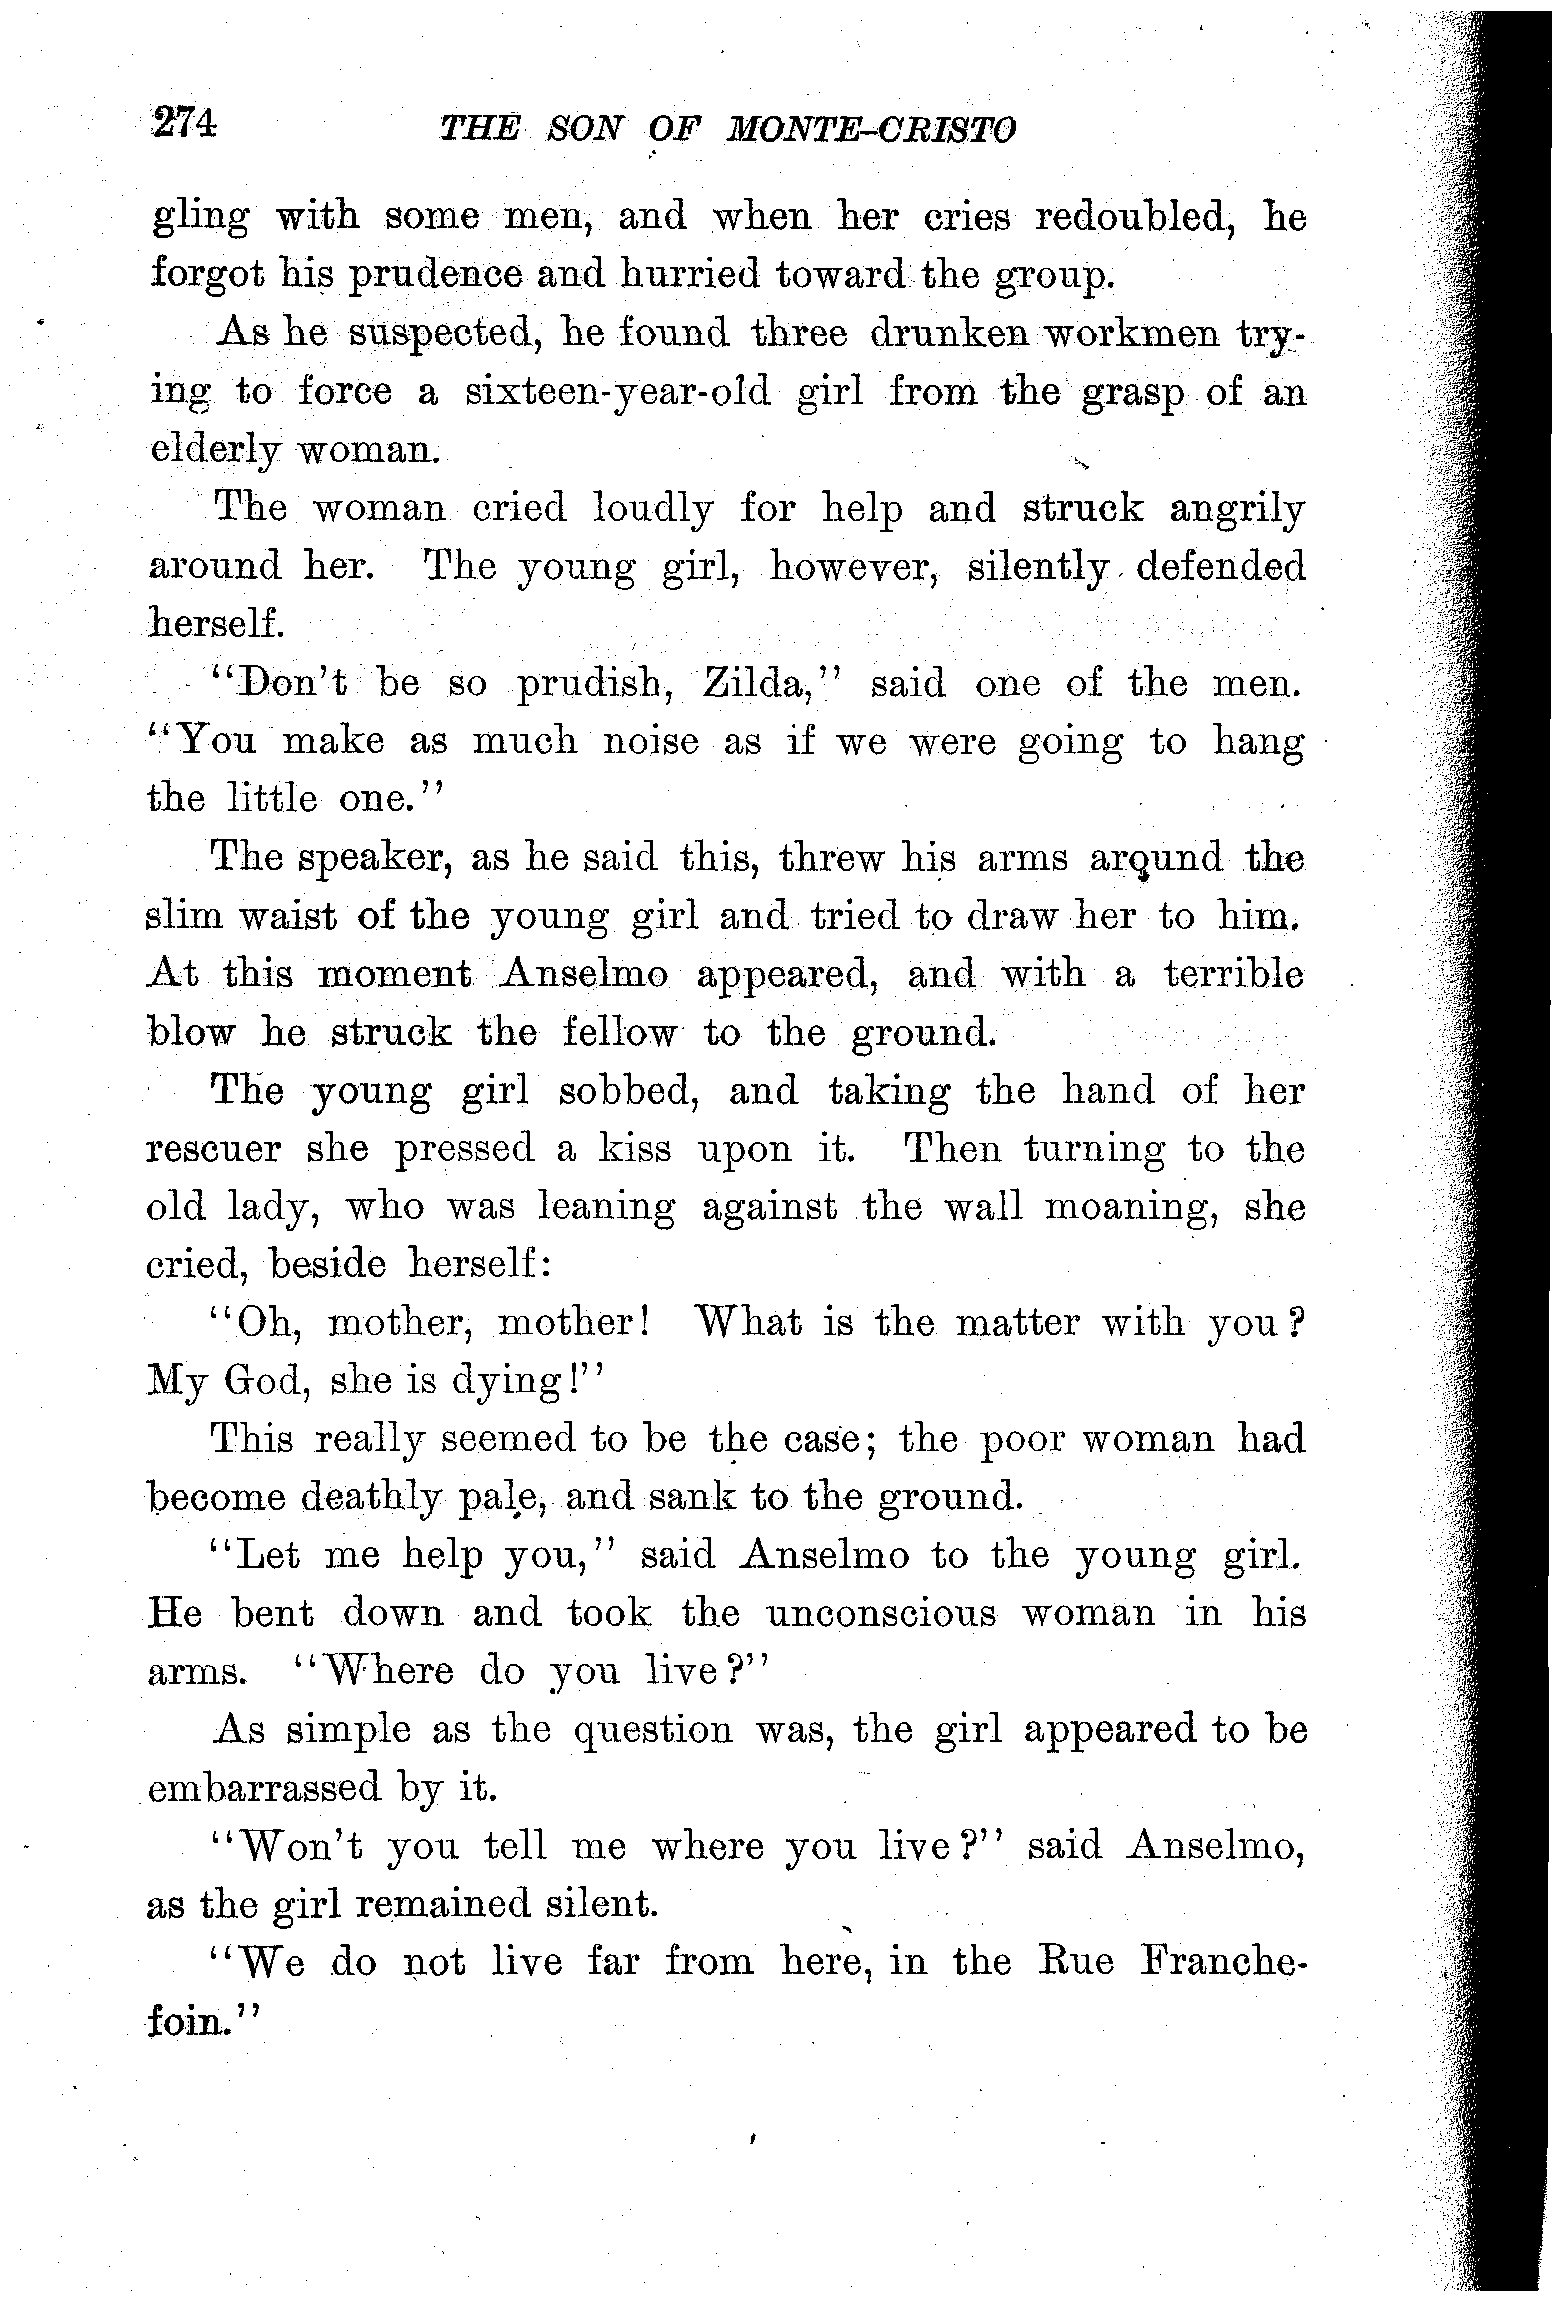 274 THE SON OF MONTE-CRISTO
gling with some men, and when her cries redoubled, he
forgot his prudence and hurried toward the group.
As he suspected, he found three drunken workmen try-
ing to force a sixteen-year-old girl from the grasp of an
elderly woman.
The woman cried loudly for help and struck angrily
around her. The young girl, however, silently defended
herself.
"Don't be so prudish, Zilda," said one of the men.
"You make as much noise as if we were going to hang
the little one."
The speaker, as he said this, threw his arms around the
slim waist of the young girl and tried to draw her to him.
At this moment Anselmo appeared, and with a terrible
blow he struck the fellow to the ground.
The young girl sobbed, and taking the hand of her
rescuer she pressed a kiss upon it. Then turning to the
old lady, who was leaning against the wall moaning, she
cried, beside herself:
"Oh, mother, mother! What is the matter with you?
My God, she is dying!"
This really seemed to be the case; the poor woman had
become deathly pale, and sank to the ground.
"Let me help you," said Anselmo to the young girl.
He bent down and took the unconscious woman in his
arms. "Where do you live?"
As simple as the question was, the girl appeared to be
embarrassed by it.
"Won't you tell me where you live?" said Anselmo,
as the girl remained silent.
"We do not live far from here, in the Rue Franche-
foin."